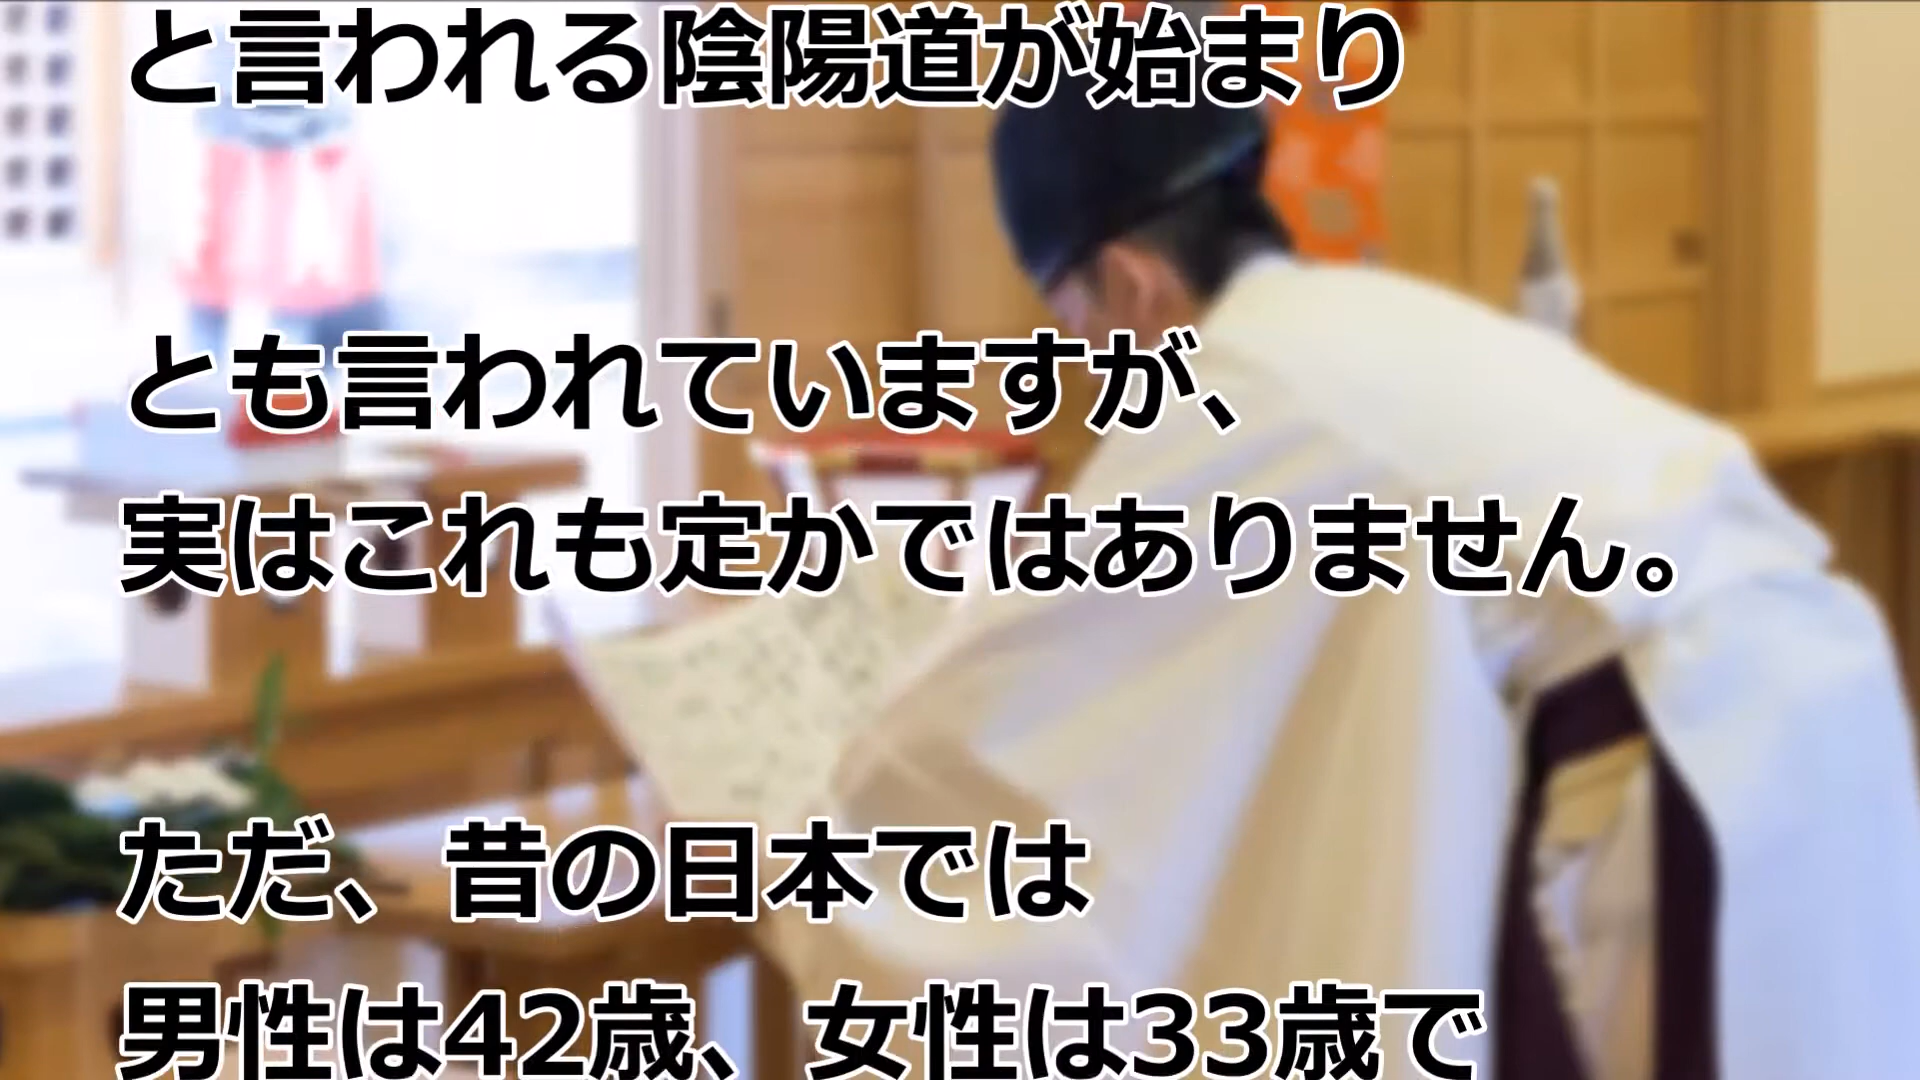 と言われる陰陽道が始まり
とも言われていますが、
実はこれも定かではありません。
ただ、昔の日本では
男性は42歳、女性は33歳で